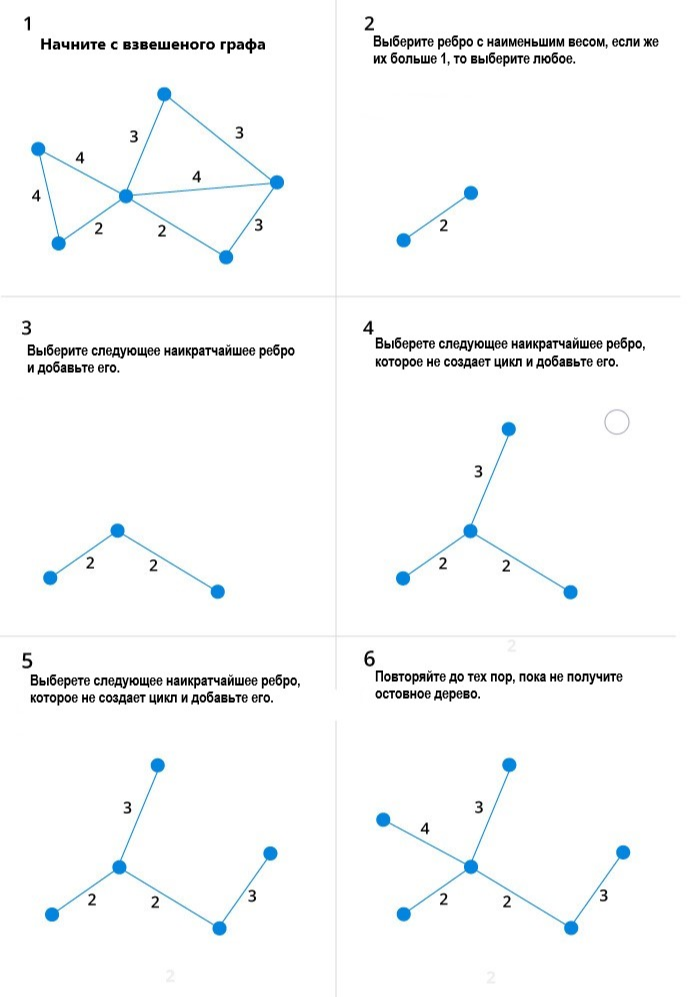 1
Начните с взвешеного графа
3
3
4
4
4
2
2
3
2
Выберите ребро с наименьшим весом, если же
их больше 1, то выберите любое.
2
3
Выберите следующее наикратчайшее ребро
и добавьте его.
2
2
4
Выберете следующее наикратчайшее ребро,
которое не создает цикл и добавьте его.
3
2
2
2
5
Выберете следующее наикратчайшее ребро,
которое не создает цикл и добавьте его.
3
2
2
3
2
6
Повторяйте до тех пор, пока не получите
остовное дерево.
3
4
2
2
3
2